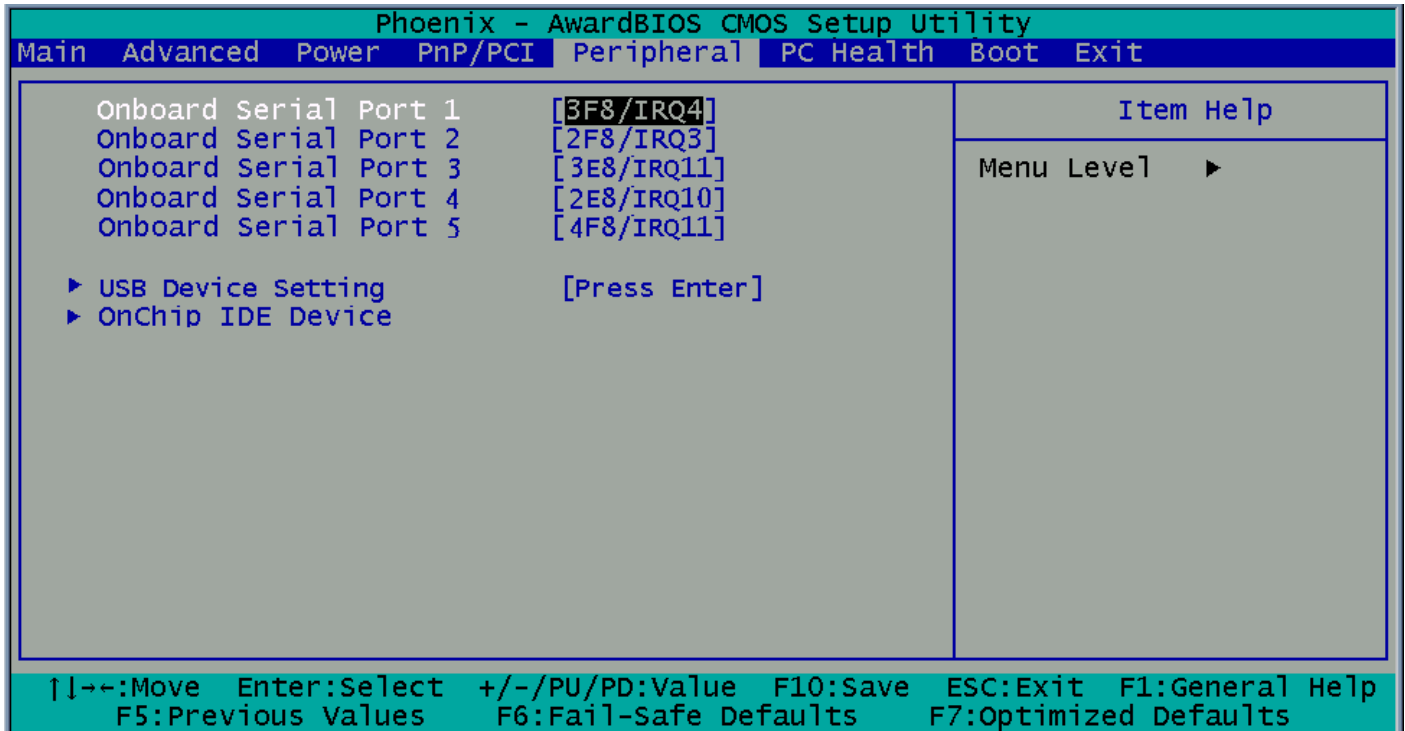 Phoenix - AwardBIOS CMOS Setup Utility
Main Advanced Power PnP/PCI Peripheral PC Health Boot Exit
Onboard Serial Port 1 [3F8/IRQ4]
Onboard Serial Port 2 [2F8/IRQ3]
Onboard Serial Port 3 [3E8/IRQ11]
Onboard Serial Port 4 [2E8/IRQ10]
Onboard Serial Port 5 [4F8/IRQ11]
▶ USB Device Setting [Press Enter]
▶ OnChip IDE Device
Item Help
Menu Level ▶
↑↓→←:Move Enter:Select +/-/PU/PD:Value F10:Save ESC:Exit F1:General Help
F5:Previous Values F6:Fail-Safe Defaults F7:Optimized Defaults